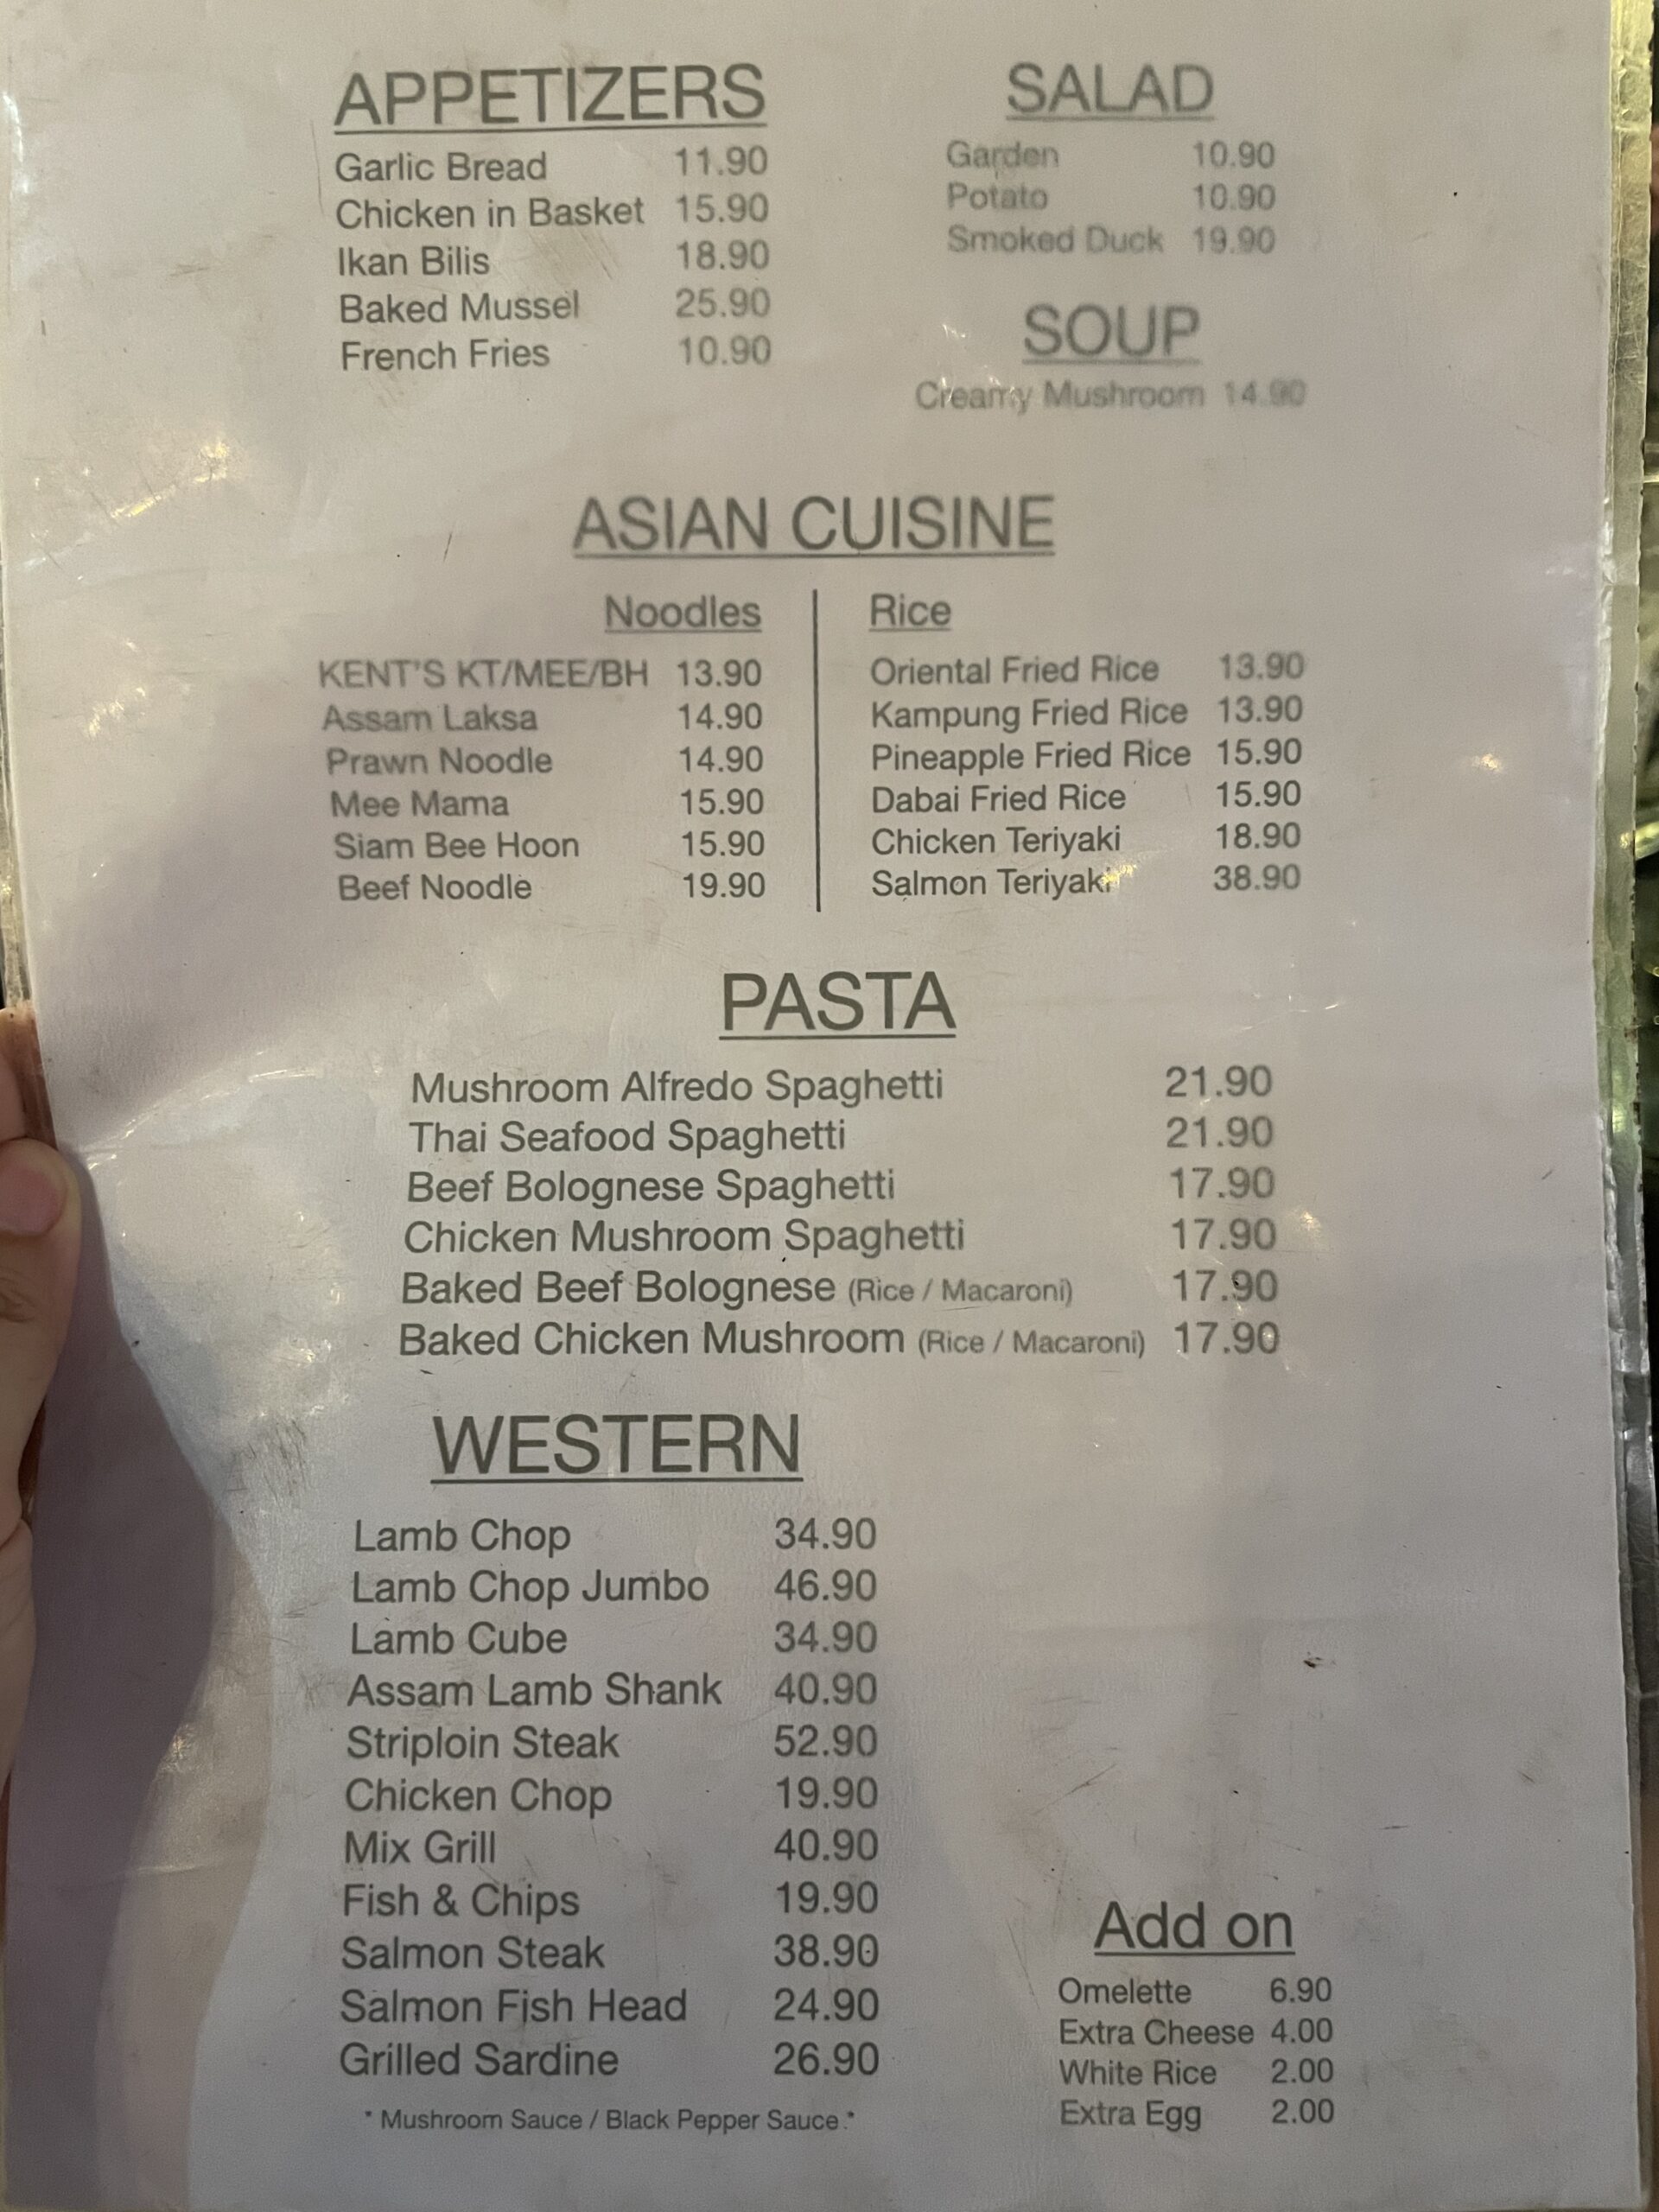 APPETIZERS
Garlic Bread 11.90
Chicken in Basket 15.90
Ikan Bilis 18.90
Baked Mussel 25.90
French Fries 10.90
SALAD
Garden 10.90
Potato 10.90
Smoked Duck 19.90
SOUP
Creamy Mushroom 14.90
ASIAN CUISINE
Noodles
KENT'S KT/MEE/BH 13.90
Assam Laksa 14.90
Prawn Noodle 14.90
Mee Mama 15.90
Siam Bee Hoon 15.90
Beef Noodle 19.90
Rice
Oriental Fried Rice 13.90
Kampung Fried Rice 13.90
Pineapple Fried Rice 15.90
Dabai Fried Rice 15.90
Chicken Teriyaki 18.90
Salmon Teriyaki 38.90
PASTA
Mushroom Alfredo Spaghetti 21.90
Thai Seafood Spaghetti 21.90
Beef Bolognese Spaghetti 17.90
Chicken Mushroom Spaghetti 17.90
Baked Beef Bolognese (Rice / Macaroni) 17.90
Baked Chicken Mushroom (Rice / Macaroni) 17.90
WESTERN
Lamb Chop 34.90
Lamb Chop Jumbo 46.90
Lamb Cube 34.90
Assam Lamb Shank 40.90
Striploin Steak 52.90
Chicken Chop 19.90
Mix Grill 40.90
Fish & Chips 19.90
Salmon Steak 38.90
Salmon Fish Head 24.90
Grilled Sardine 26.90
* Mushroom Sauce / Black Pepper Sauce *
Add on
Omelette 6.90
Extra Cheese 4.00
White Rice 2.00
Extra Egg 2.00